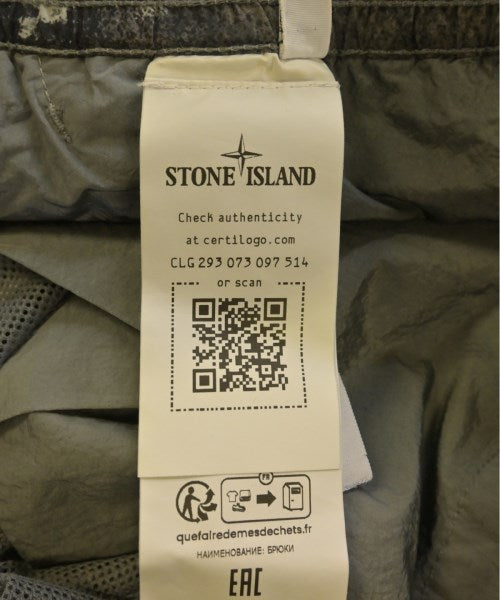 STONE ISLAND
Check authenticity
at certilogo.com
CLG 293 073 097 514
or scan
FR
quefairedemesdechets.fr
НАИМЕНОВАНИЕ: БРЮКИ
EAC